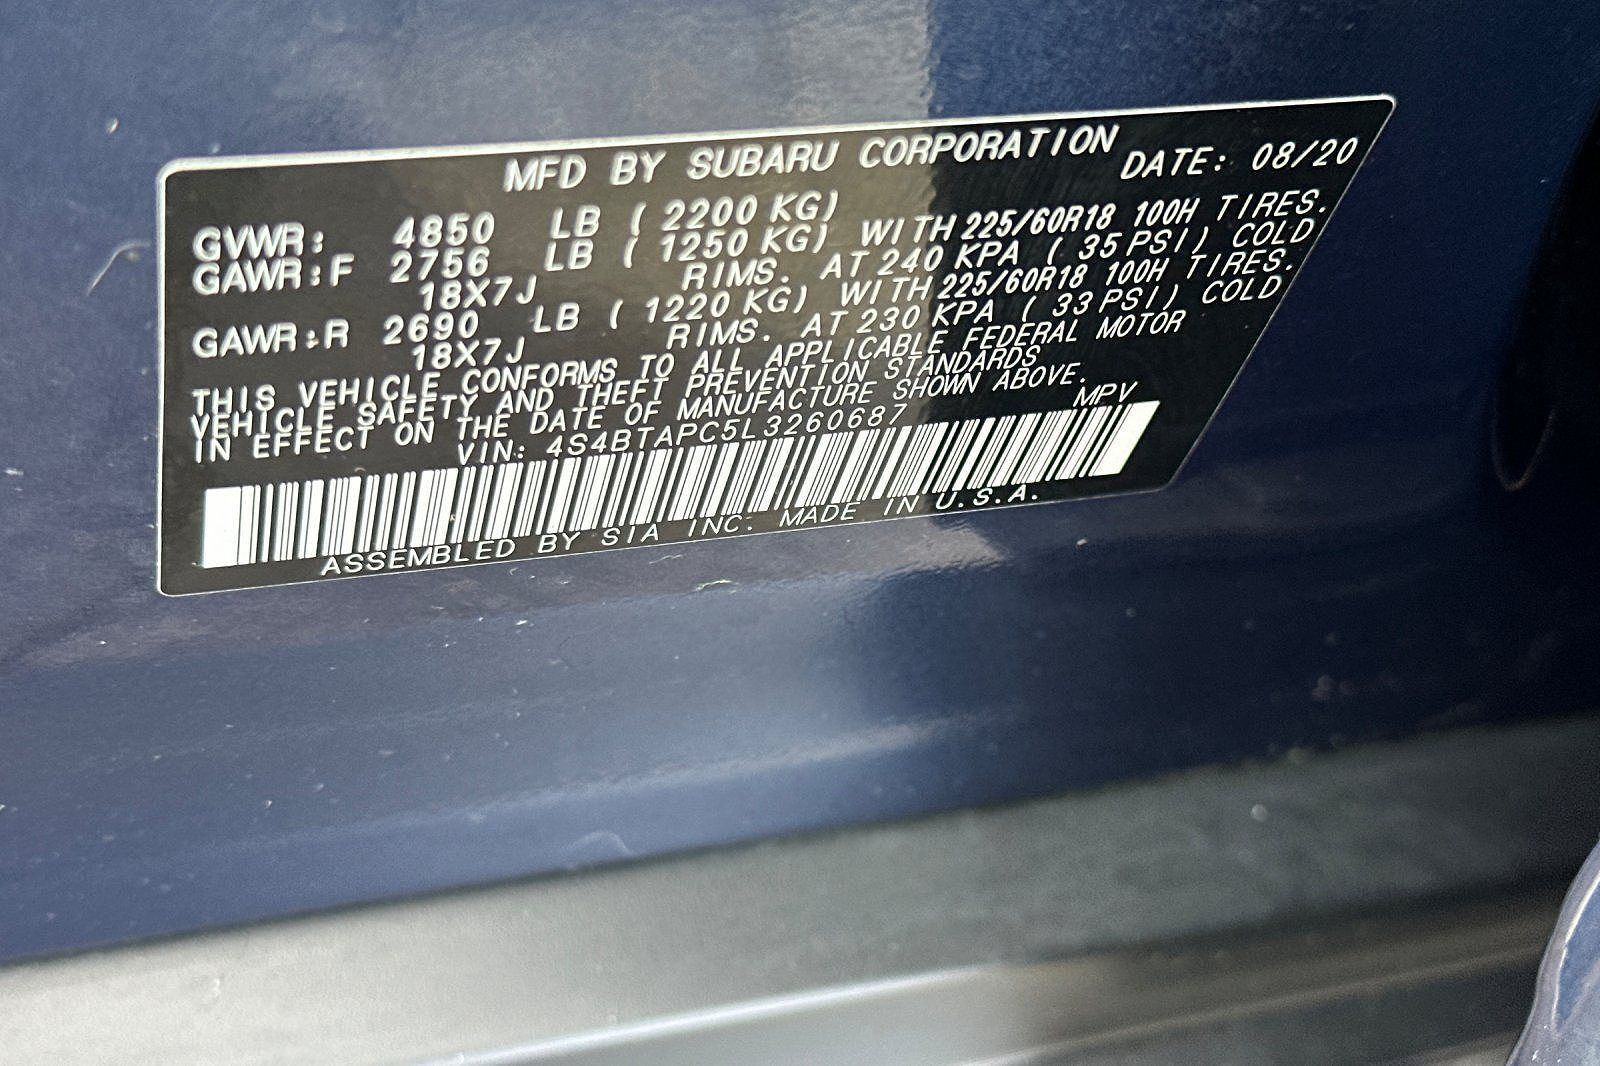 MFD BY SUBARU CORPORATION DATE: 08/20
GVWR: 4850 LB ( 2200 KG)
GAWR:F 2756 LB ( 1250 KG) WITH 225/60R18 100H TIRES.
18X7J RIMS. AT 240 KPA ( 35 PSI) COLD
GAWR:R 2690 LB ( 1220 KG) WITH 225/60R18 100H TIRES.
18X7J RIMS. AT 230 KPA ( 33 PSI) COLD
THIS VEHICLE CONFORMS TO ALL APPLICABLE FEDERAL MOTOR
VEHICLE SAFETY AND THEFT PREVENTION STANDARDS
IN EFFECT ON THE DATE OF MANUFACTURE SHOWN ABOVE.
VIN: 4S4BTAPC5L3260687 MPV
ASSEMBLED BY SIA INC. MADE IN U.S.A.